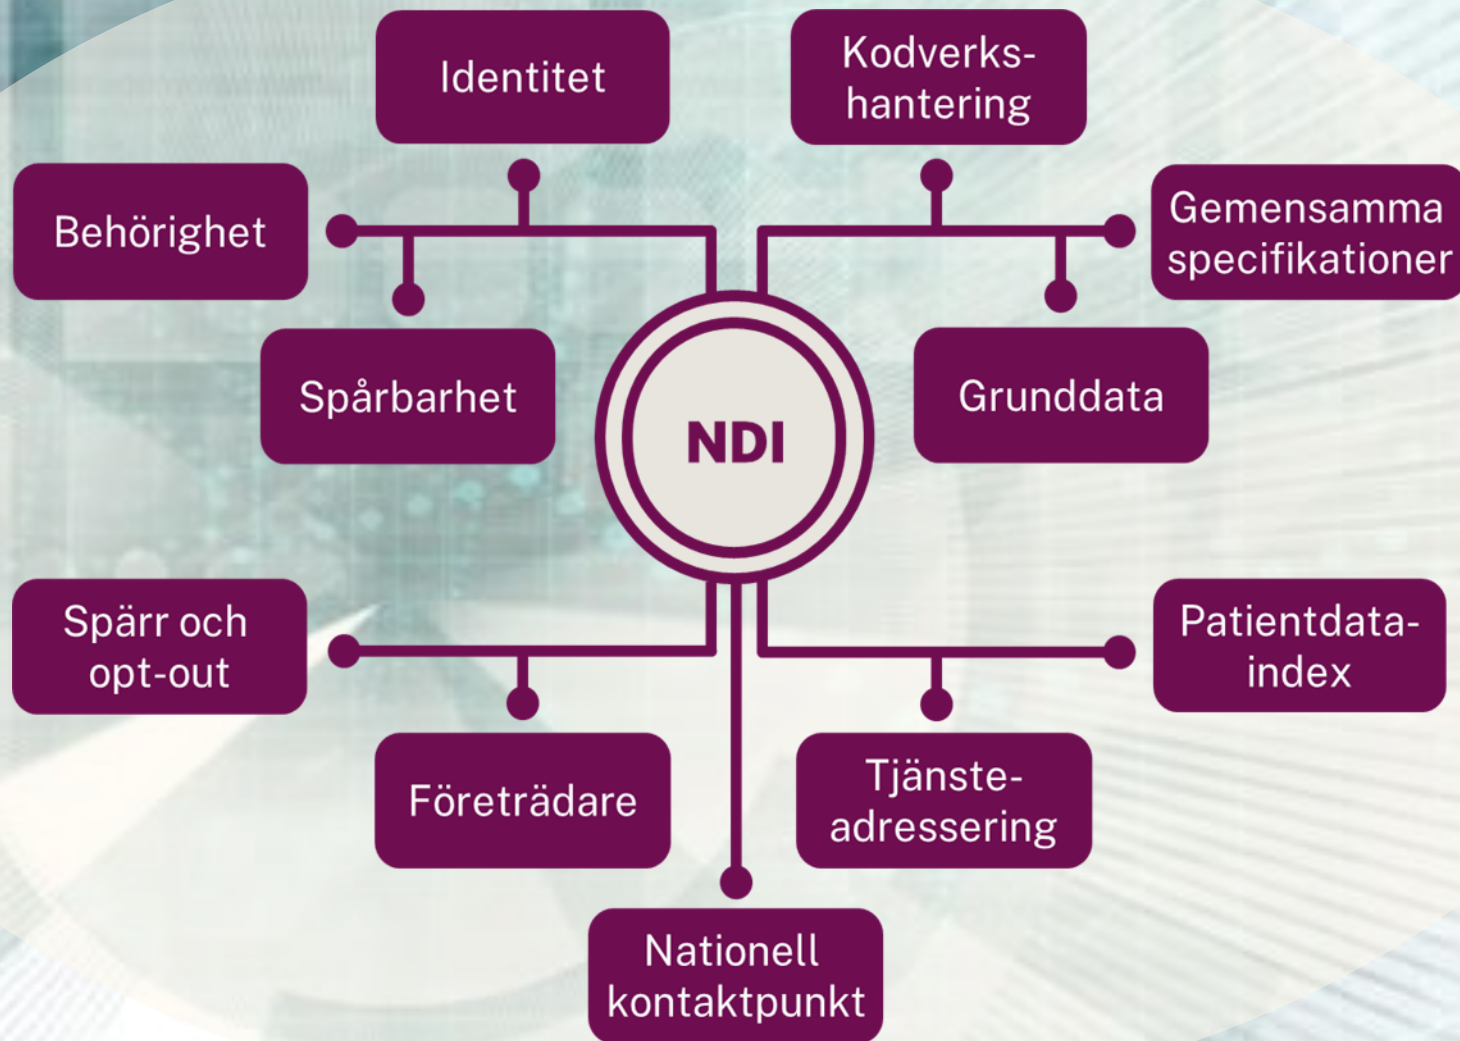 Identitet
Kodverks-
hantering
Behörighet
Gemensamma
specifikationer
Spårbarhet
Grunddata
NDI
Spärr och
opt-out
Patientdata-
index
Företrädare
Tjänste-
adressering
Nationell
kontaktpunkt